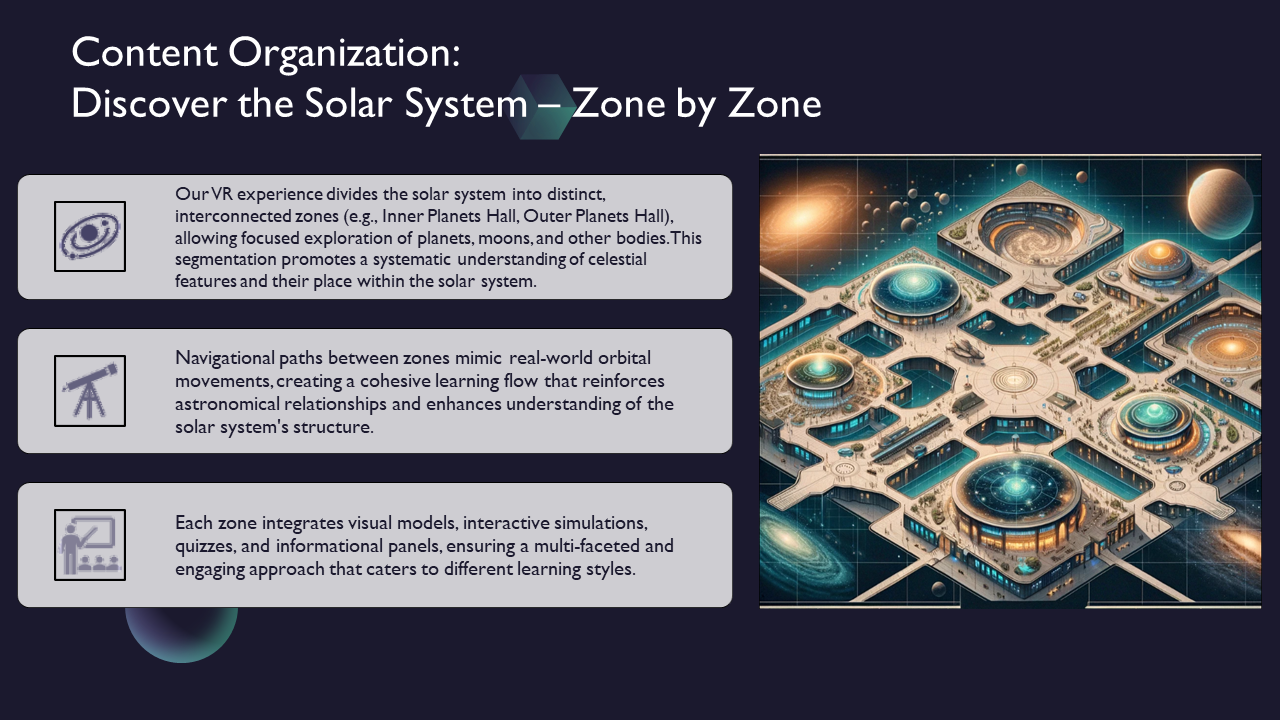 Content Organization:
Discover the Solar System – Zone by Zone
Our VR experience divides the solar system into distinct,
interconnected zones (e.g., Inner Planets Hall, Outer Planets Hall),
allowing focused exploration of planets, moons, and other bodies. This
segmentation promotes a systematic understanding of celestial
features and their place within the solar system.
Navigational paths between zones mimic real-world orbital
movements, creating a cohesive learning flow that reinforces
astronomical relationships and enhances understanding of the
solar system's structure.
Each zone integrates visual models, interactive simulations,
quizzes, and informational panels, ensuring a multi-faceted and
engaging approach that caters to different learning styles.